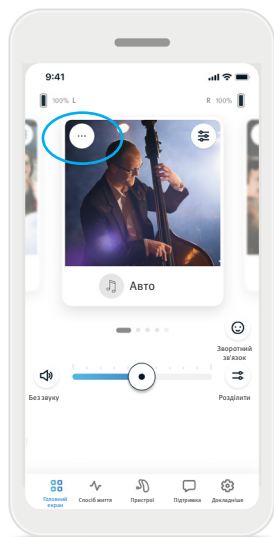 9:41
100% L
R 100%
Авто
Зворотний
зв'язок
Без звуку
Розділити
Головний
екран
Спосіб життя
Пристрої
Підтримка
Докладніше